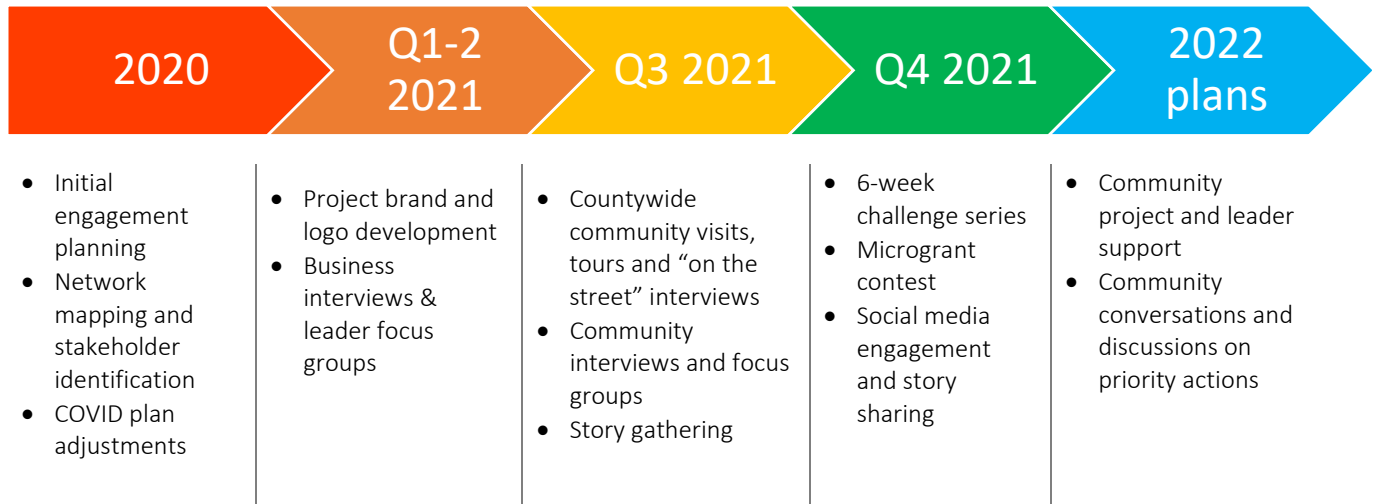 2020
Q1-2
2021
Q3 2021
Q4 2021
2022
plans
• Initial
engagement
planning
• Network
mapping and
stakeholder
identification
• COVID plan
adjustments
• Project brand and
logo development
• Business
interviews &
leader focus
groups
• Countywide
community visits,
tours and “on the
street” interviews
• Community
interviews and focus
groups
• Story gathering
• 6-week
challenge series
• Microgrant
contest
• Social media
engagement
and story
sharing
• Community
project and leader
support
• Community
conversations and
discussions on
priority actions